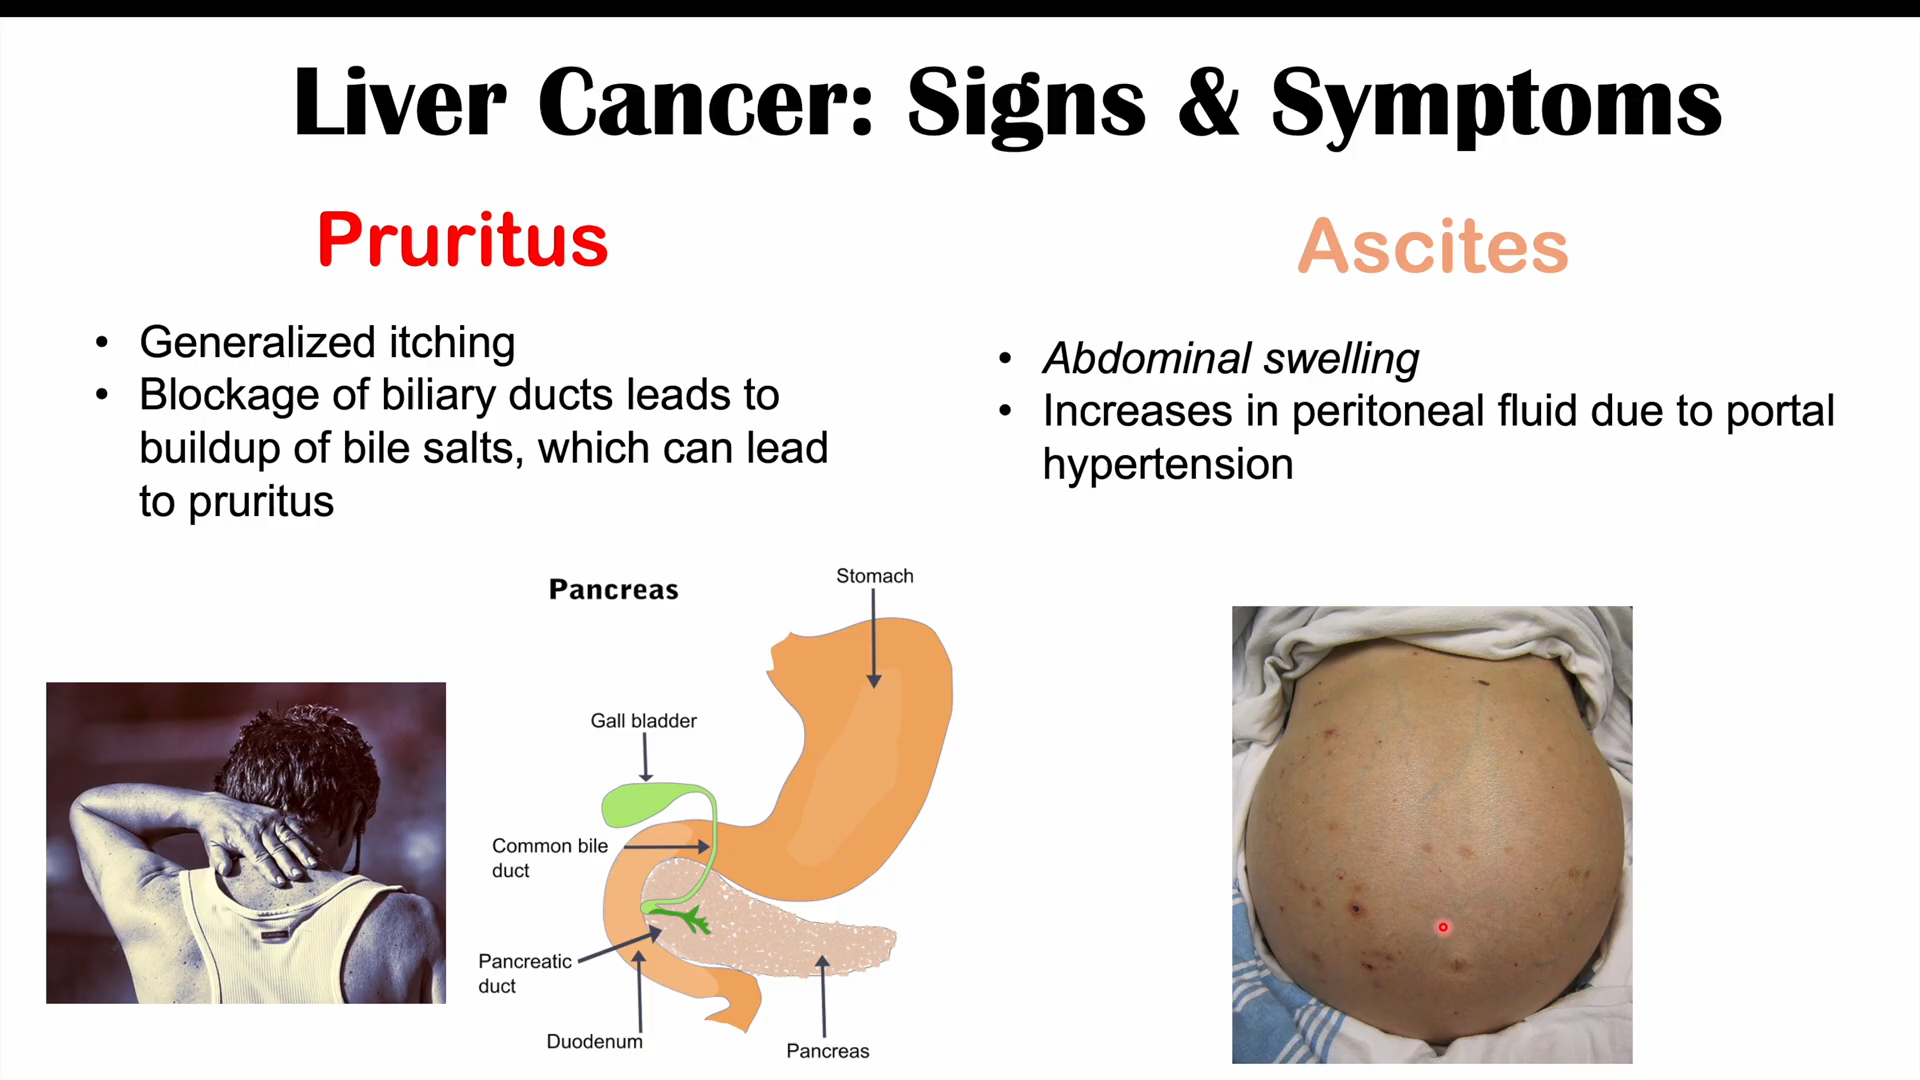 Liver Cancer: Signs & Symptoms
Pruritus
• Generalized itching
• Blockage of biliary ducts leads to
buildup of bile salts, which can lead
to pruritus
Ascites
• Abdominal swelling
• Increases in peritoneal fluid due to portal
hypertension
Pancreas
Stomach
Gall bladder
Common bile
duct
Pancreatic
duct
Duodenum
Pancreas